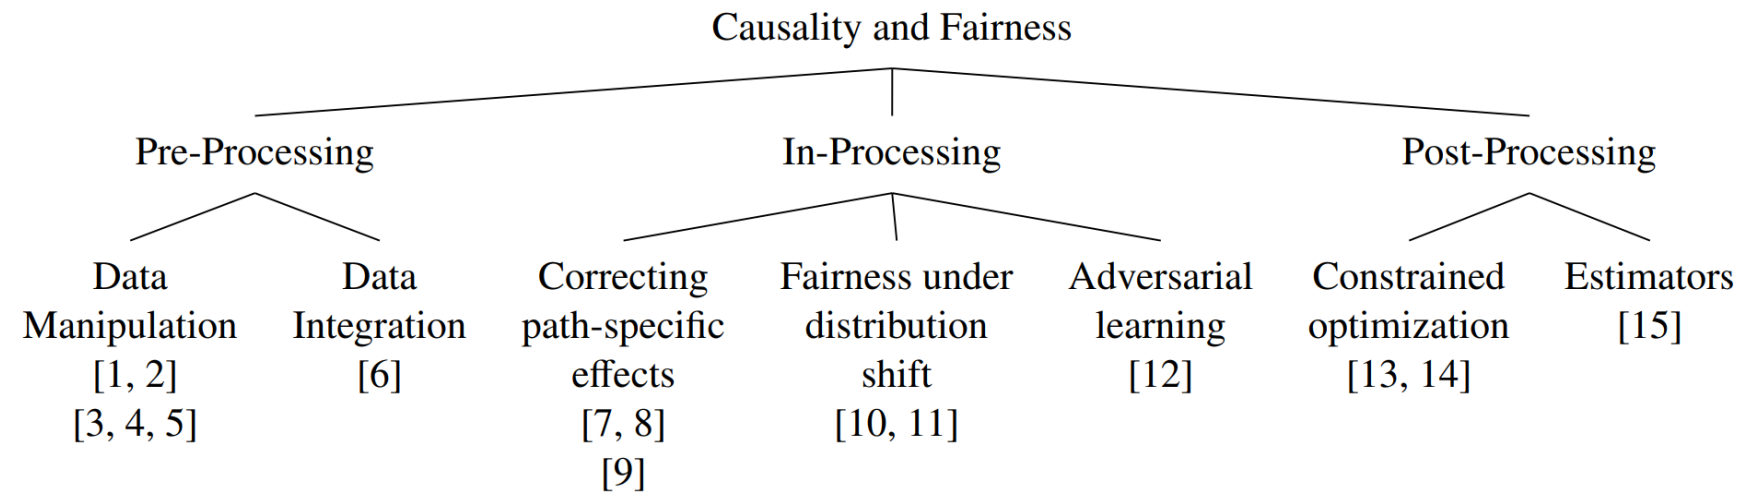 Causality and Fairness
Pre-Processing
In-Processing
Post-Processing
Data
Manipulation
[1, 2]
[3, 4, 5]
Data
Integration
[6]
Correcting
path-specific
effects
[7, 8]
[9]
Fairness under
distribution
shift
[10, 11]
Adversarial
learning
[12]
Constrained
optimization
[13, 14]
Estimators
[15]